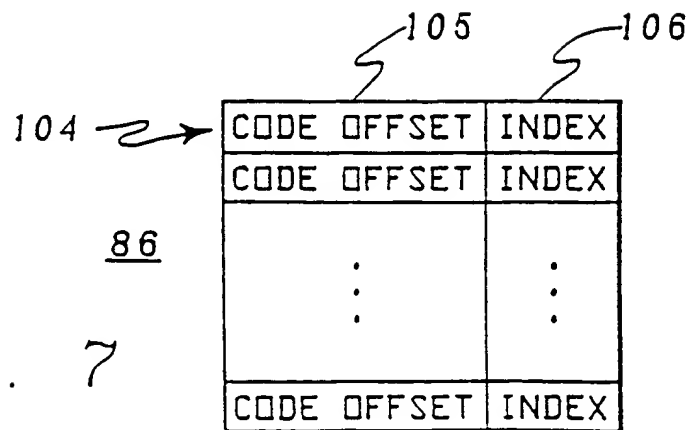 105 106
104 CODE OFFSET INDEX
CODE OFFSET INDEX
86
. 7
CODE OFFSET INDEX